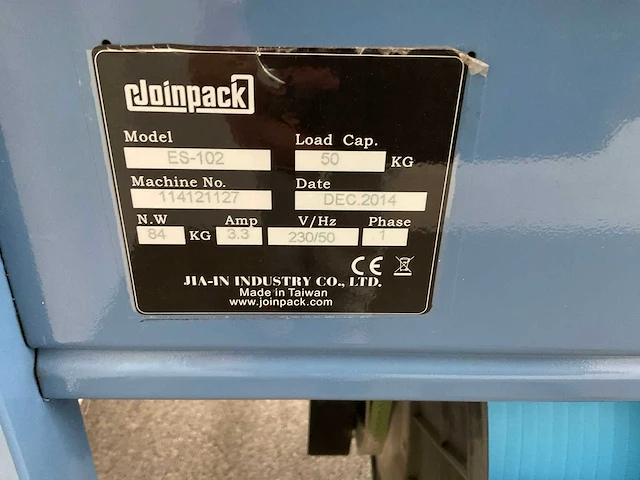 Joinpack
Model Load Cap.
ES-102 50 KG
Machine No. Date
114121127 DEC.2014
N.W Amp V/Hz Phase
84 KG 3.3 230/50 1
CE
JIA-IN INDUSTRY CO., LTD.
Made in Taiwan
www.joinpack.com